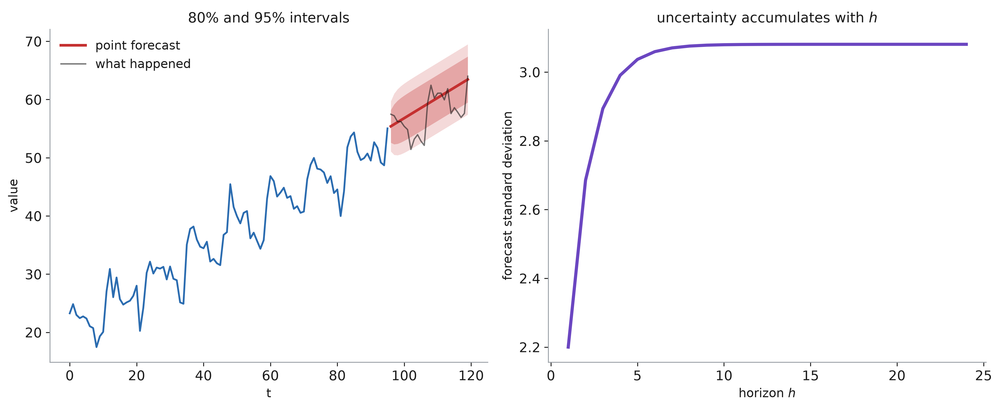 80% and 95% intervals
point forecast
what happened
70
60
50
40
30
20
value
0 20 40 60 80 100 120
t
uncertainty accumulates with h
3.0
2.8
2.6
2.4
2.2
forecast standard deviation
0 5 10 15 20 25
horizon h